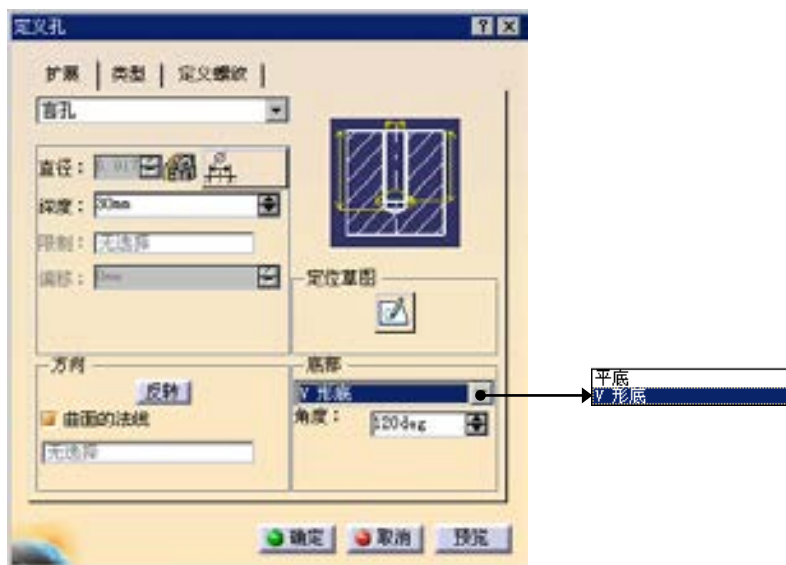 定义孔
扩展 类型 定义螺纹
盲孔
直径：
深度： 30mm
限制： 无选择
偏移： 0mm
定位草图
方向
反转
曲面的法线
无选择
底部
V 形底
角度： 120deg
平底
V 形底
确定 取消 预览